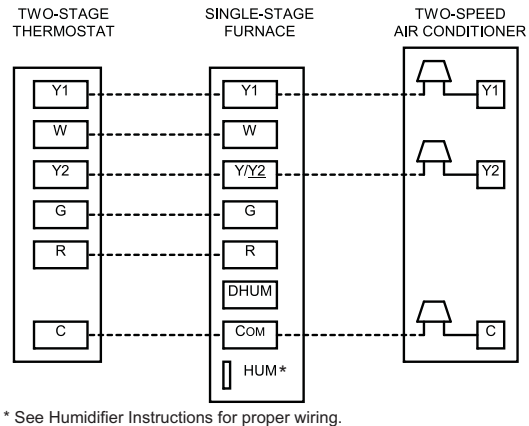 TWO-STAGE
THERMOSTAT
SINGLE-STAGE
FURNACE
TWO-SPEED
AIR CONDITIONER
Y1 Y1 Y1
W W
Y2 Y/Y2 Y2
G G
R R
DHUM
C COM C
HUM*
* See Humidifier Instructions for proper wiring.